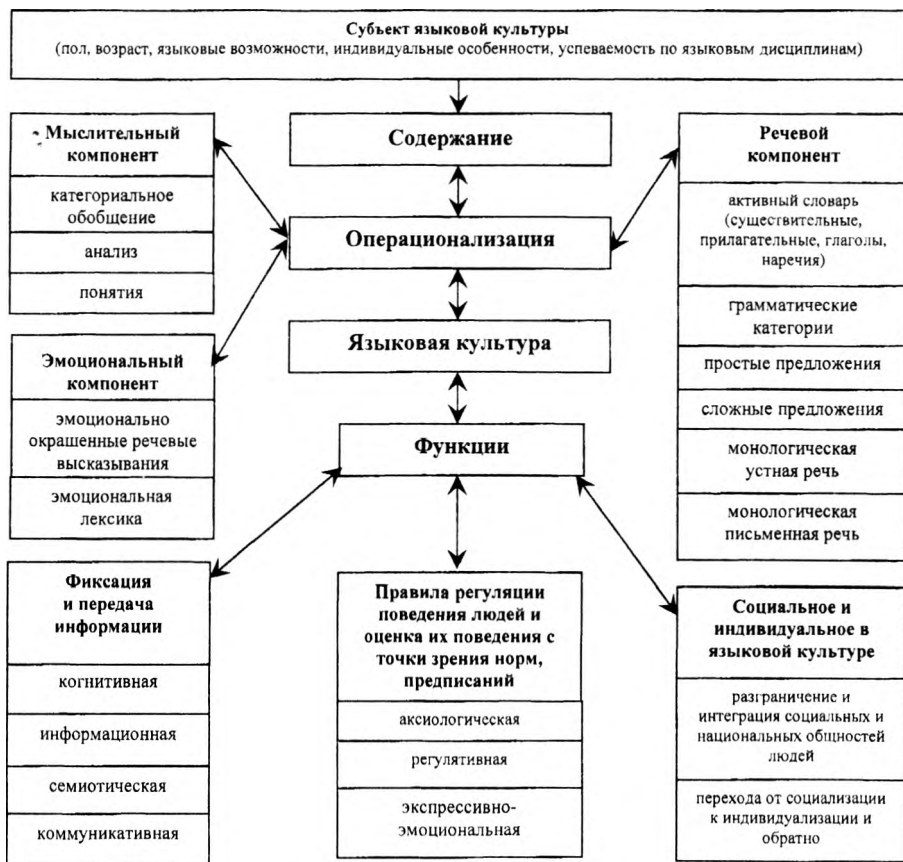 Субъект языковой культуры
(пол, возраст, языковые возможности, индивидуальные особенности, успеваемость по языковым дисциплинам)
Мыслительный
компонент
категориальное
обобщение
анализ
понятия
Эмоциональный
компонент
эмоционально
окрашенные речевые
высказывания
эмоциональная
лексика
Содержание
Операционализация
Языковая культура
Функции
Речевой
компонент
активный словарь
(существительные,
прилагательные, глаголы,
наречия)
грамматические
категории
простые предложения
сложные предложения
монологическая
устная речь
монологическая
письменная речь
Фиксация
и передача
информации
когнитивная
информационная
семиотическая
коммуникативная
Правила регуляции
поведения людей и
оценка их поведения с
точки зрения норм,
предписаний
аксиологическая
регулятивная
экспрессивно-
эмоциональная
Социальное и
индивидуальное в
языковой культуре
разграничение и
интеграция социальных и
национальных общностей
людей
перехода от социализации
к индивидуализации и
обратно